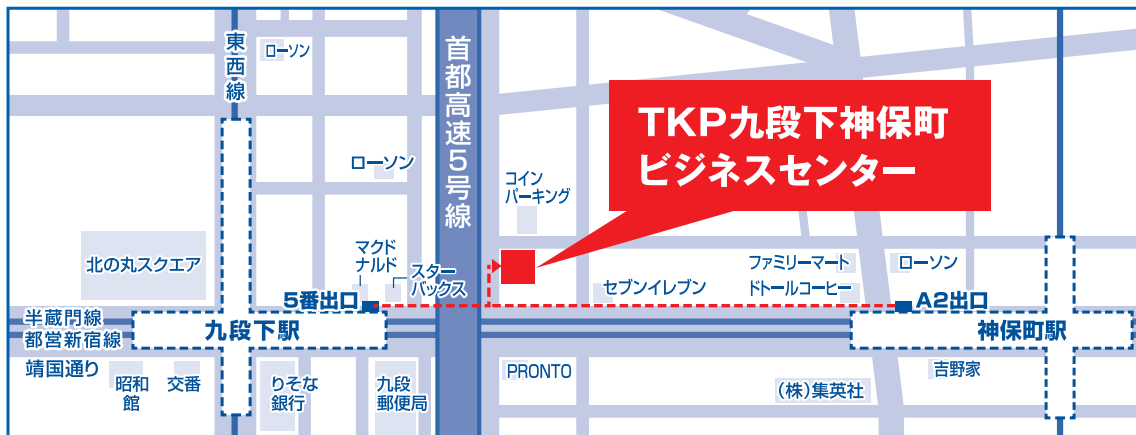 東西線
ローソン
首都高速5号線
TKP九段下神保町
ビジネスセンター
ローソン
コイン
パーキング
北の丸スクエア
マクド
ナルド
スター
バックス
ファミリーマート
ローソン
セブンイレブン
ドトールコーヒー
5番出口
A2出口
半蔵門線
都営新宿線
九段下駅
神保町駅
靖国通り
昭和
館
交番
りそな
銀行
九段
郵便局
PRONTO
(株)集英社
吉野家